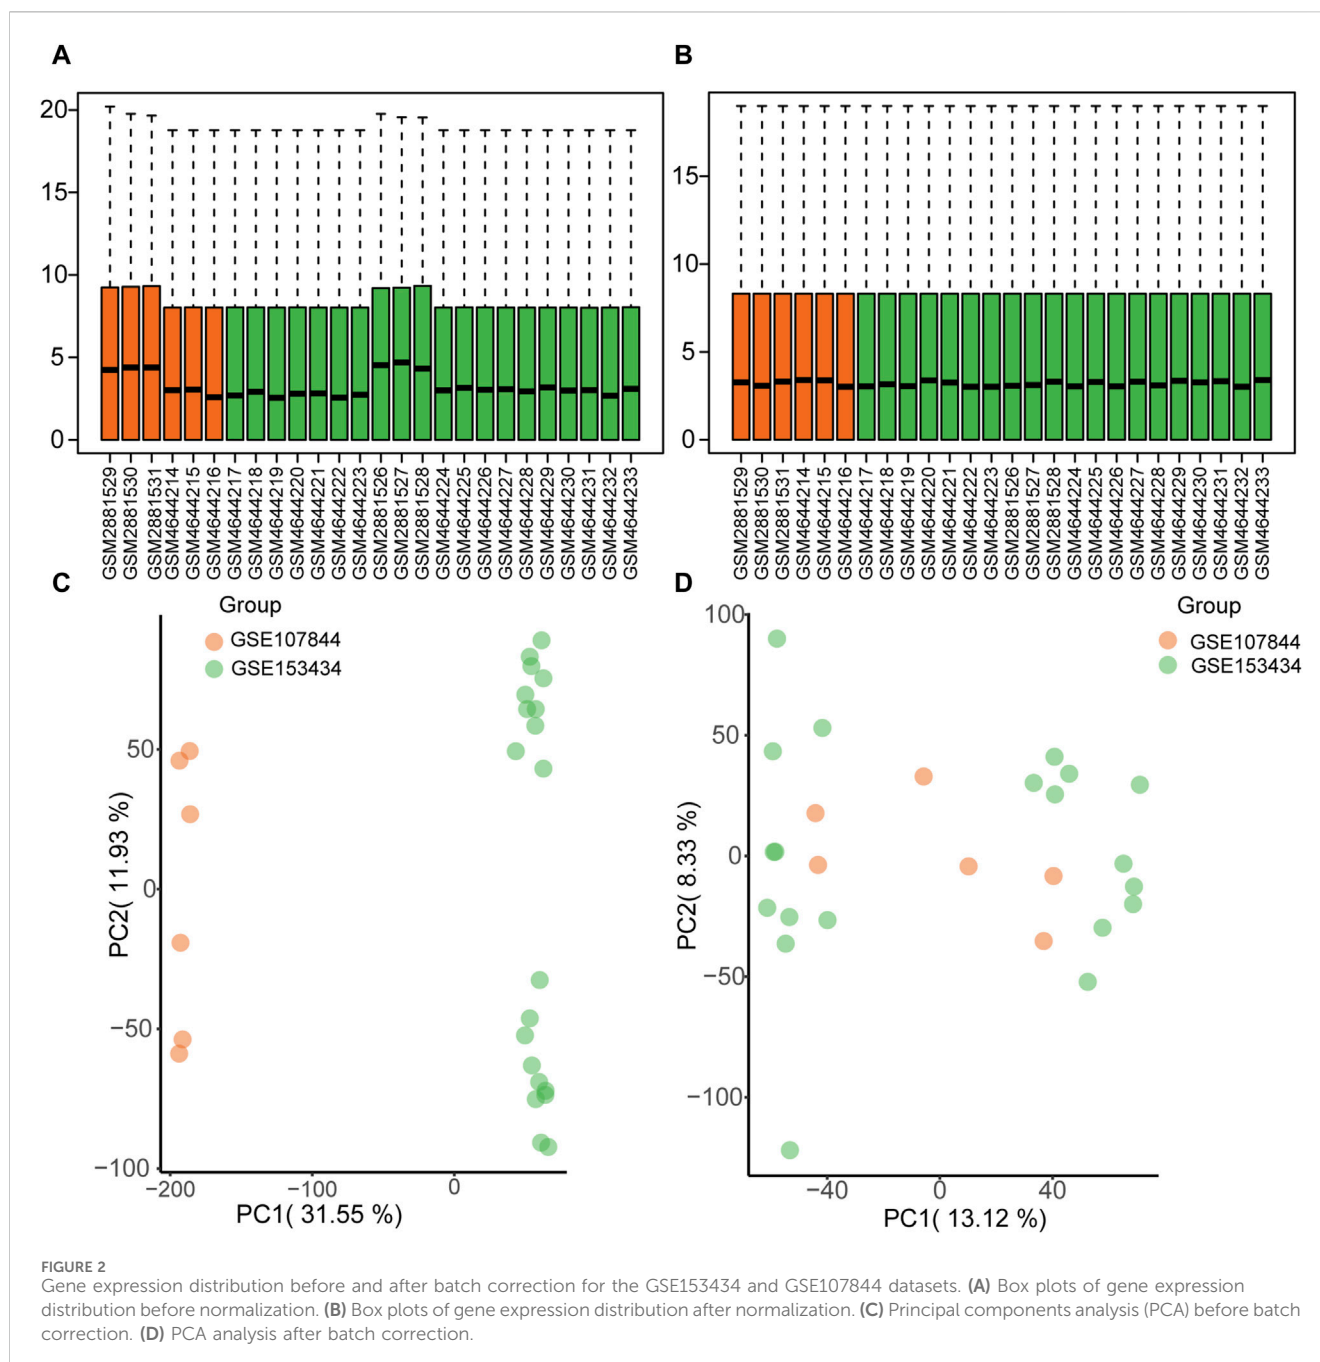 A
20
15
10
5
0
GSM2881529
GSM2881530
GSM2881531
GSM4644214
GSM4644215
GSM4644216
GSM4644217
GSM4644218
GSM4644219
GSM4644220
GSM4644221
GSM4644222
GSM4644223
GSM2881526
GSM2881527
GSM2881528
GSM4644224
GSM4644225
GSM4644226
GSM4644227
GSM4644228
GSM4644229
GSM4644230
GSM4644231
GSM4644232
GSM4644233
B
15
10
5
0
GSM2881529
GSM2881530
GSM2881531
GSM4644214
GSM4644215
GSM4644216
GSM4644217
GSM4644218
GSM4644219
GSM4644220
GSM4644221
GSM4644222
GSM4644223
GSM2881526
GSM2881527
GSM2881528
GSM4644224
GSM4644225
GSM4644226
GSM4644227
GSM4644228
GSM4644229
GSM4644230
GSM4644231
GSM4644232
GSM4644233
C
Group
GSE107844
GSE153434
PC2( 11.93 %)
50
0
−50
−100
−200 −100 0
PC1( 31.55 %)
D
Group
GSE107844
GSE153434
PC2( 8.33 %)
100
50
0
−50
−100
−40 0 40
PC1( 13.12 %)
FIGURE 2
Gene expression distribution before and after batch correction for the GSE153434 and GSE107844 datasets. (A) Box plots of gene expression
distribution before normalization. (B) Box plots of gene expression distribution after normalization. (C) Principal components analysis (PCA) before batch
correction. (D) PCA analysis after batch correction.